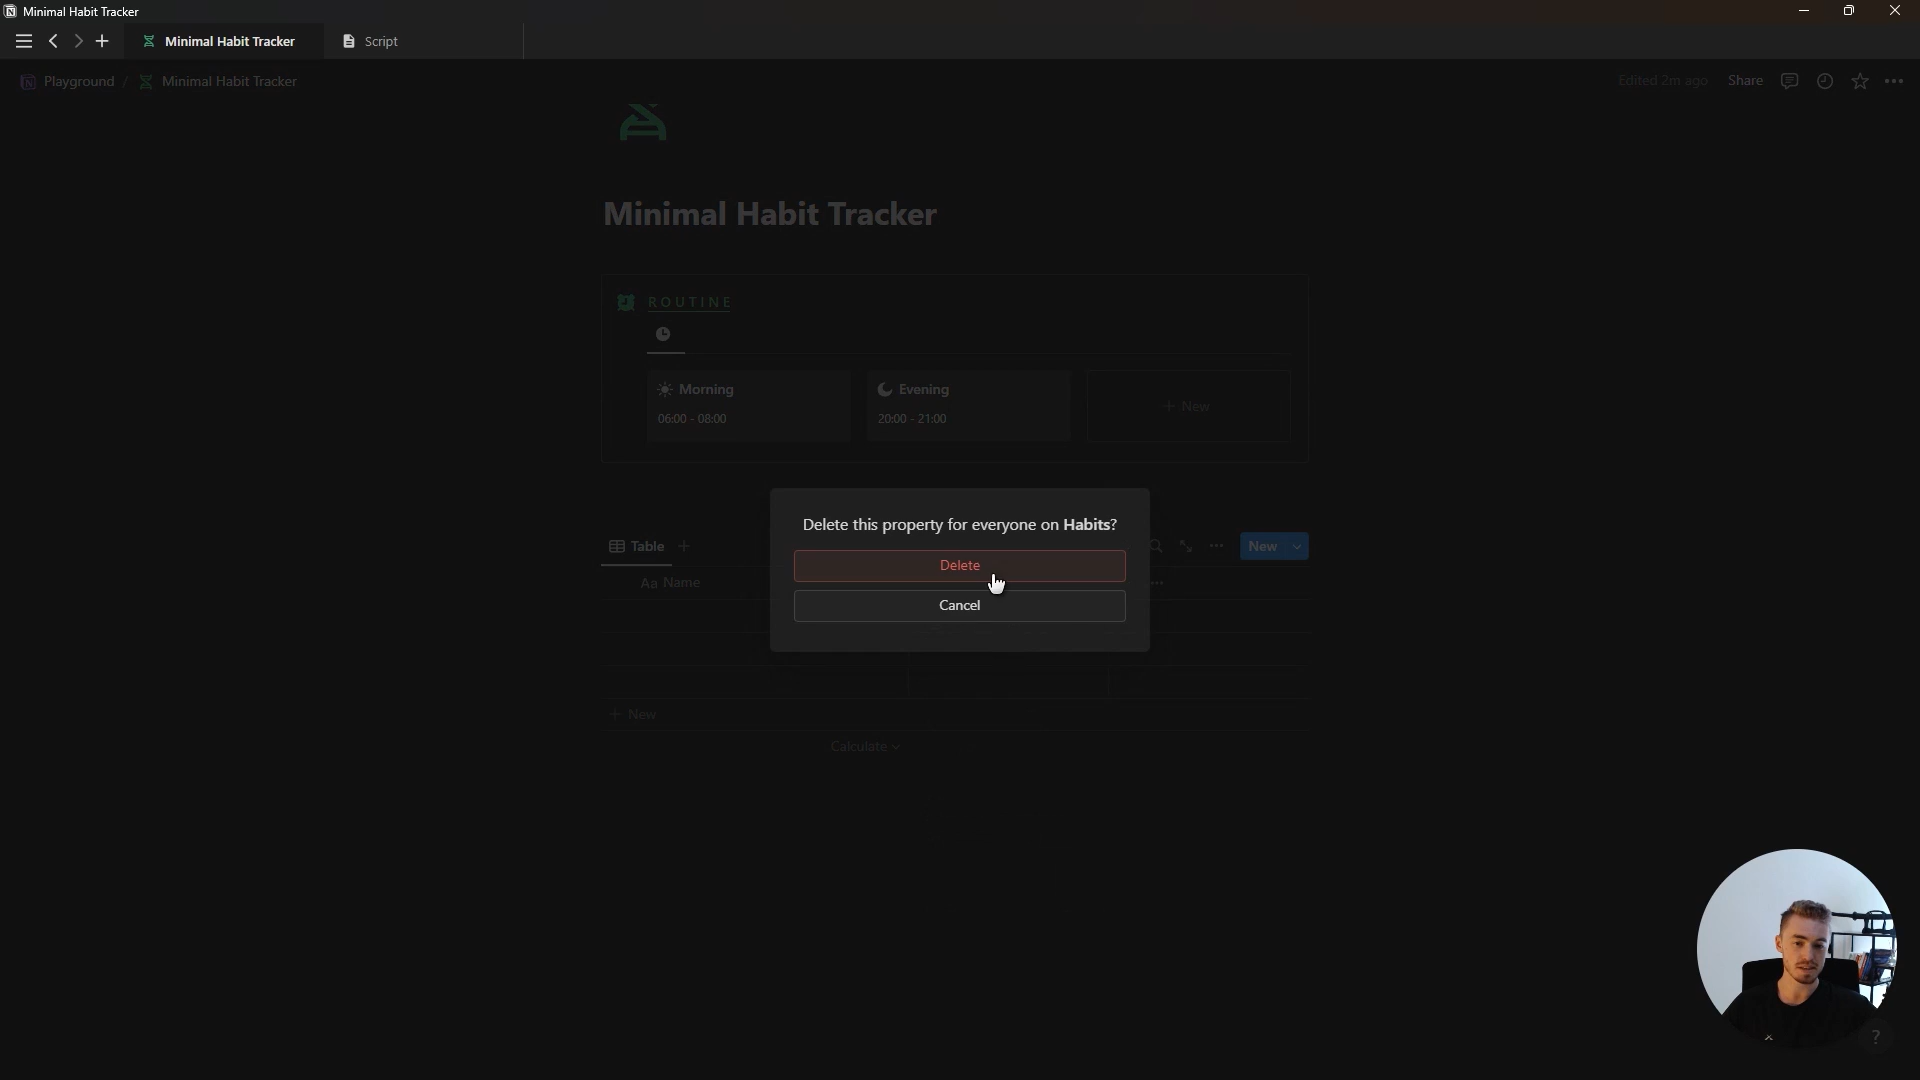 Minimal Habit Tracker
Minimal Habit Tracker
Script
Playground / Minimal Habit Tracker
Edited 2m ago
Share
Minimal Habit Tracker
ROUTINE
Morning
06:00 - 08:00
Evening
20:00 - 21:00
+ New
Delete this property for everyone on Habits?
Delete
Cancel
Table
New
Aa Name
+ New
Calculate
?